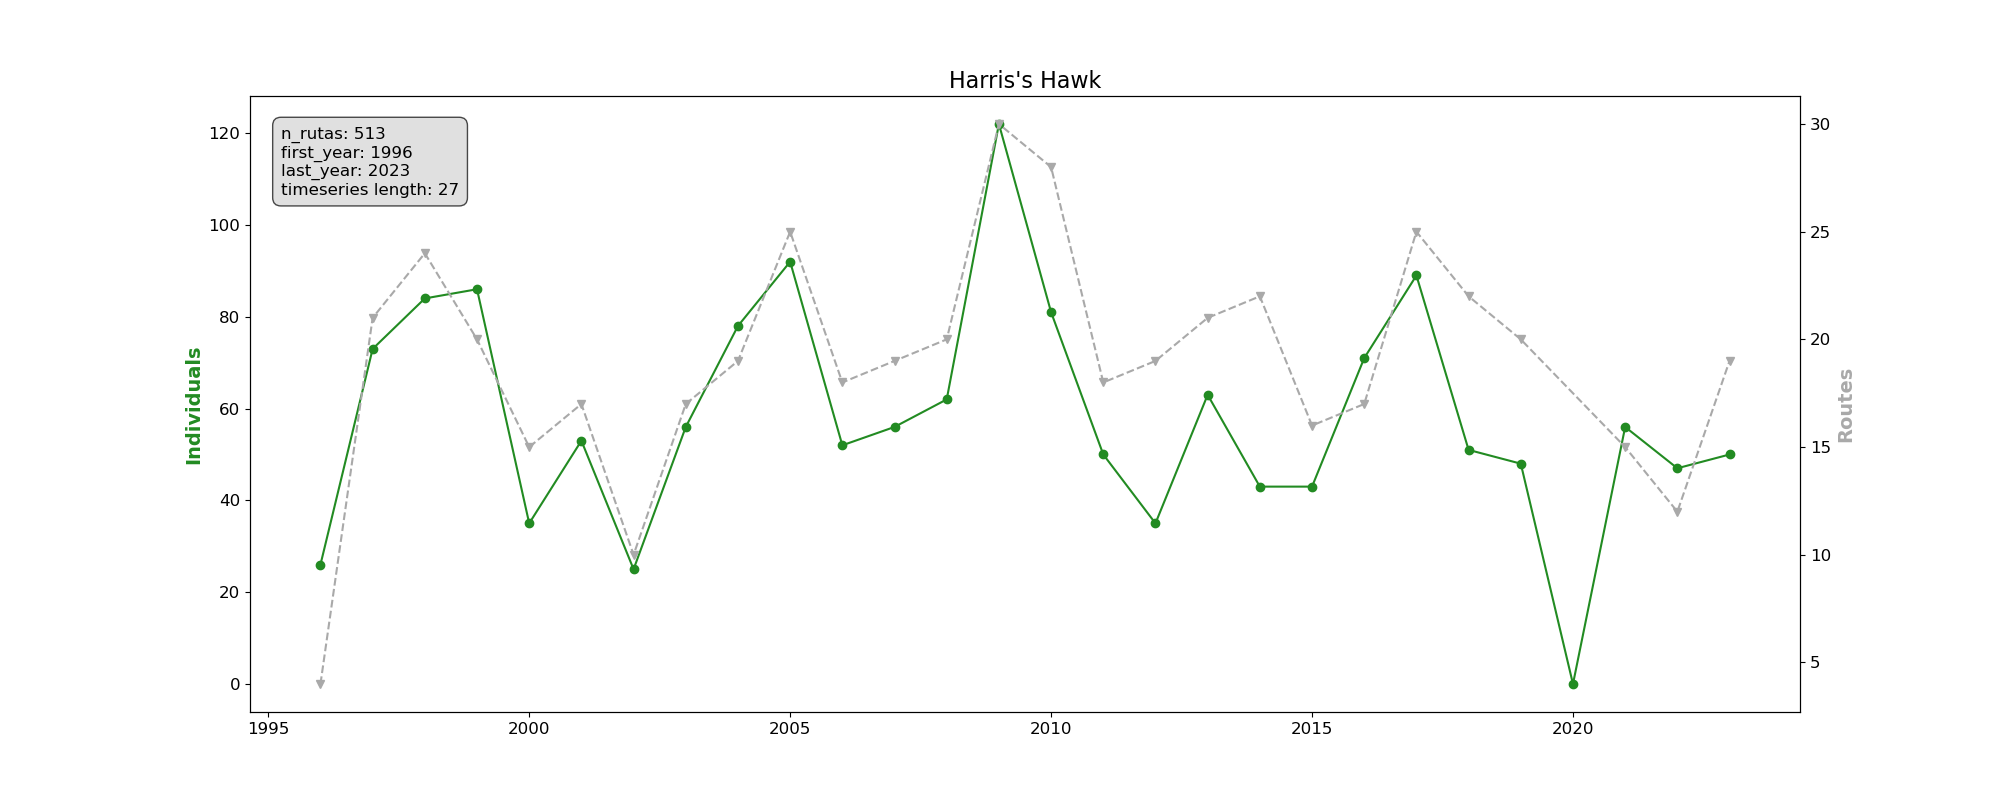 Harris's Hawk
n_rutas: 513
first_year: 1996
last_year: 2023
timeseries length: 27
120
100
80
60
40
20
0
Individuals
30
25
20
15
10
5
Routes
1995 2000 2005 2010 2015 2020